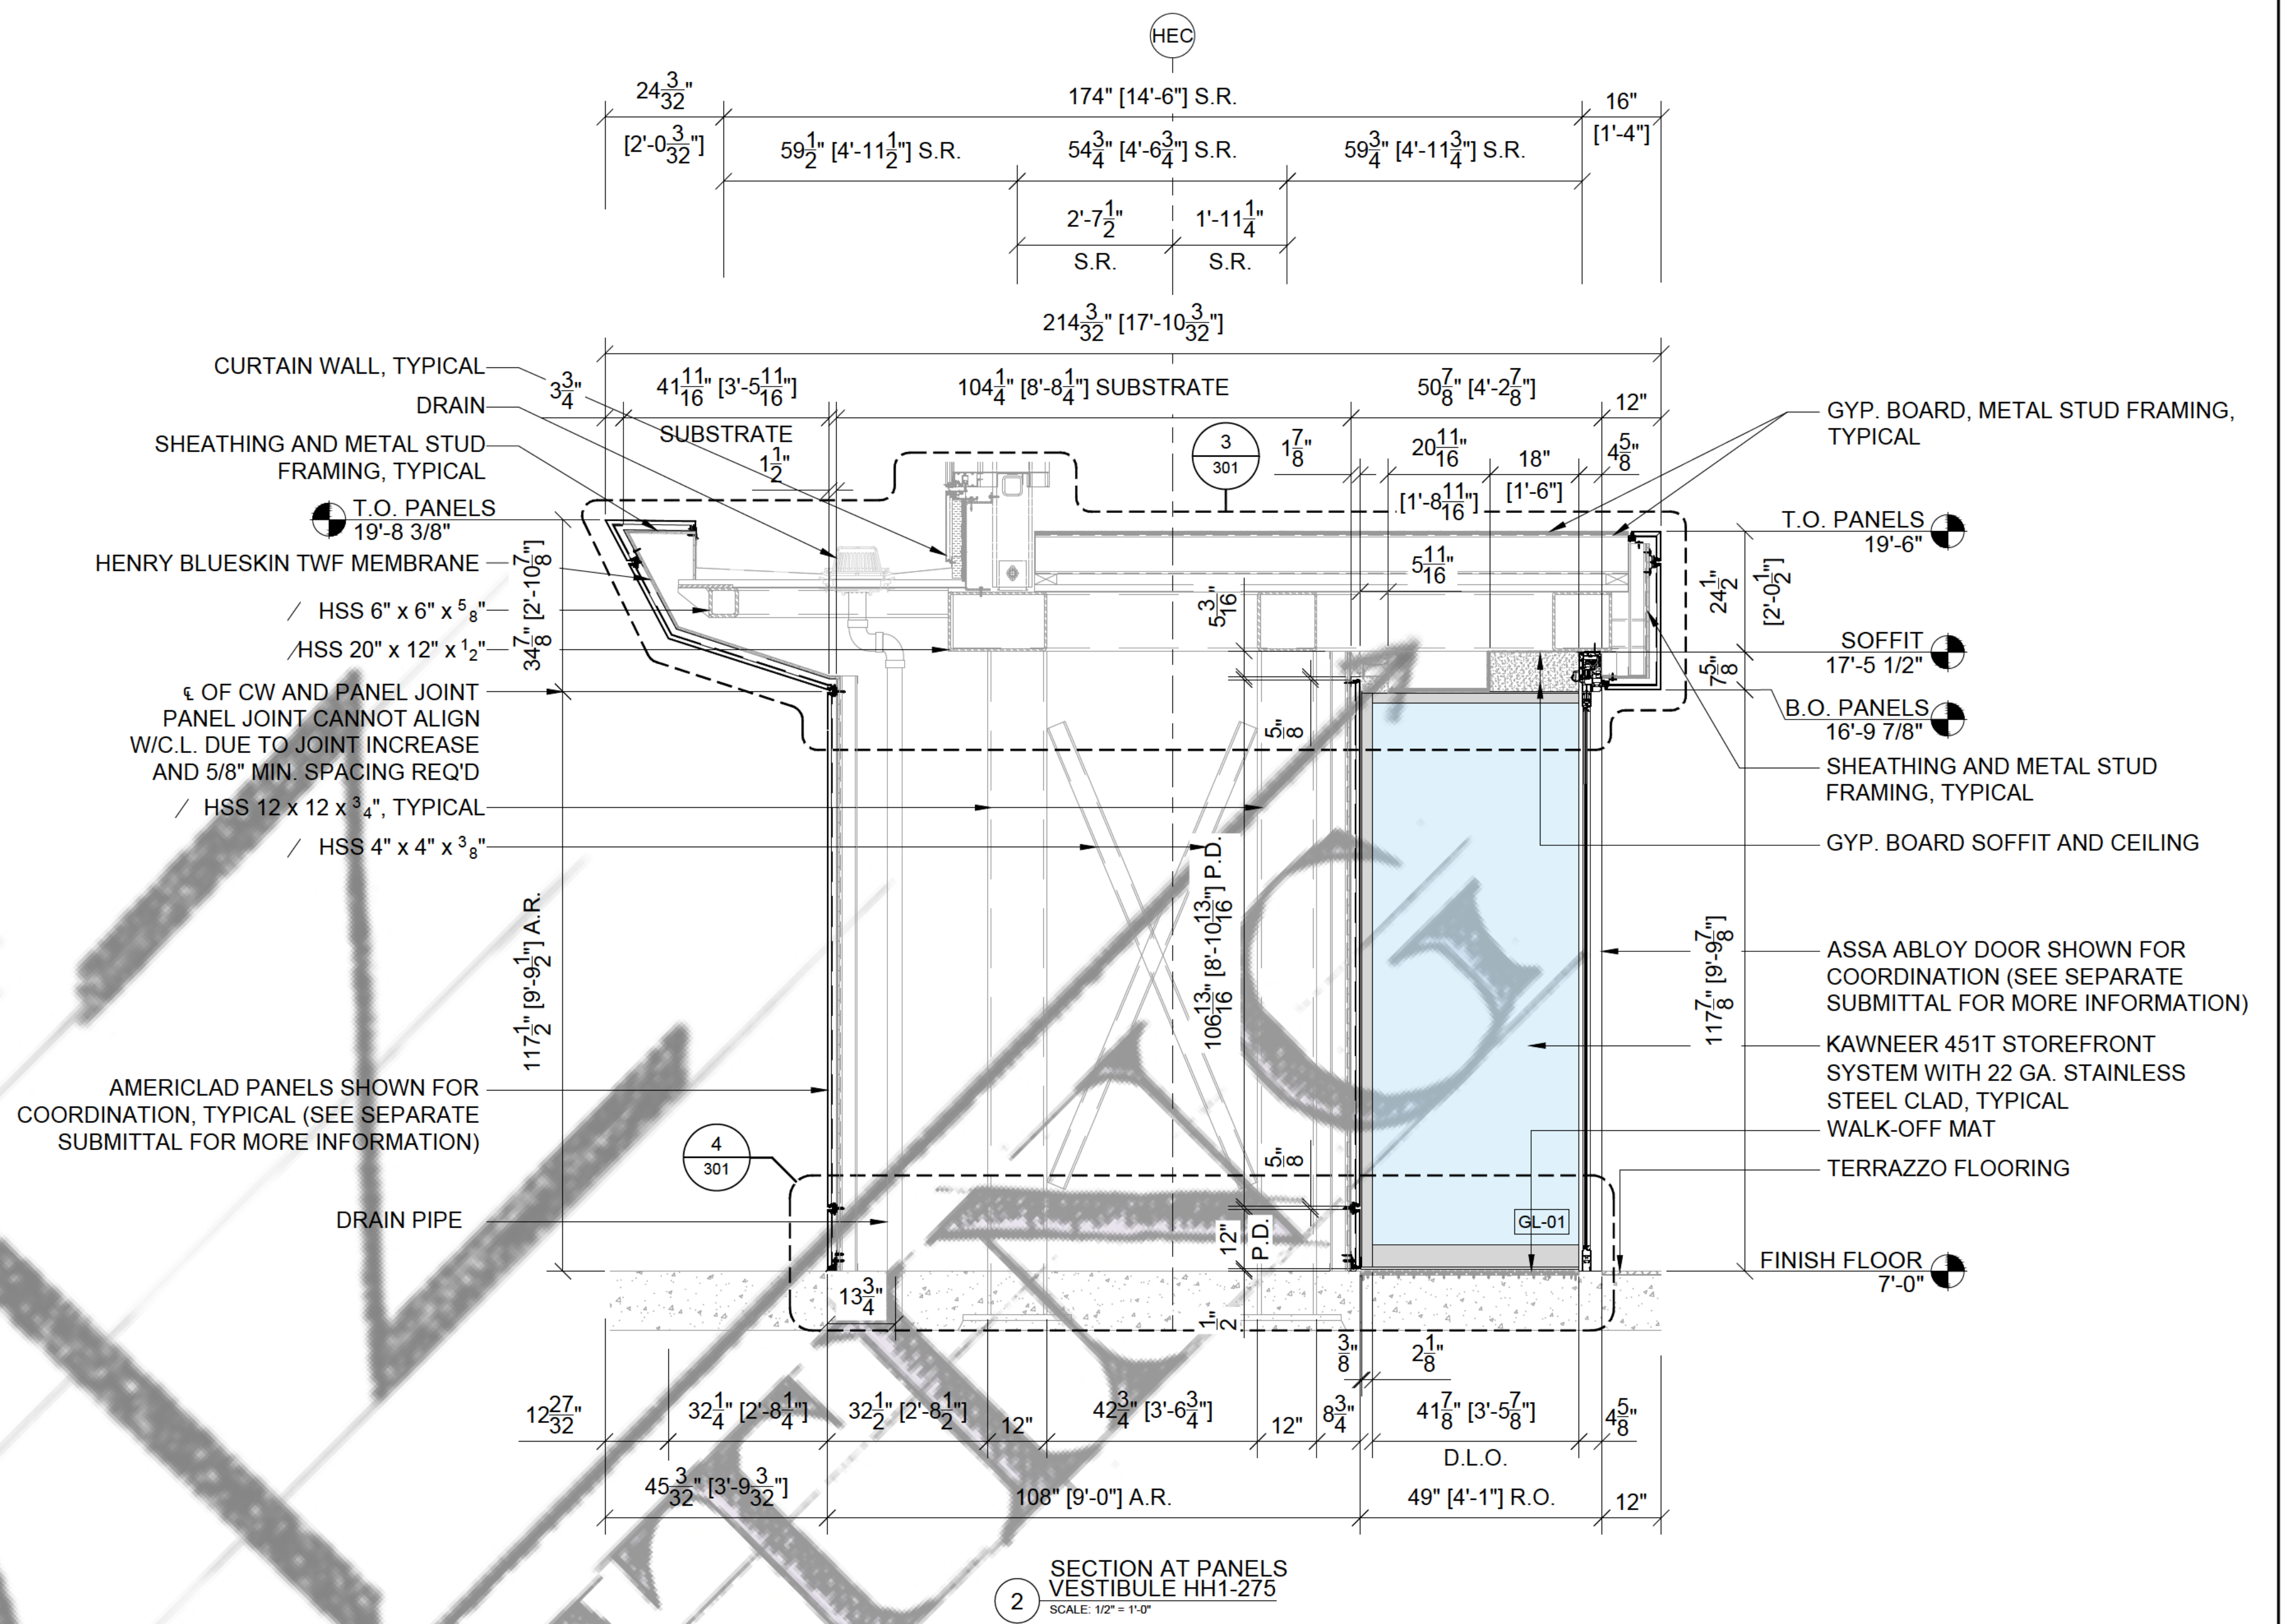 HEC
24 3/32"
[2'-0 3/32"]
174" [14'-6"] S.R.
16"
[1'-4"]
59 1/2" [4'-11 1/2"] S.R.
54 3/4" [4'-6 3/4"] S.R.
59 3/4" [4'-11 3/4"] S.R.
2'-7 1/2"
S.R.
1'-11 1/4"
S.R.
214 3/32" [17'-10 3/32"]
CURTAIN WALL, TYPICAL
3 3/4"
41 11/16" [3'-5 11/16"]
SUBSTRATE
104 1/4" [8'-8 1/4"] SUBSTRATE
50 7/8" [4'-2 7/8"]
12"
DRAIN
SHEATHING AND METAL STUD
FRAMING, TYPICAL
1 1/2"
3
301
1 7/8"
20 11/16"
[1'-8 11/16"]
18"
[1'-6"]
4 5/8"
GYP. BOARD, METAL STUD FRAMING,
TYPICAL
T.O. PANELS
19'-8 3/8"
HENRY BLUESKIN TWF MEMBRANE
HSS 6" x 6" x 5/8"
HSS 20" x 12" x 1/2"
34 7/8" [2'-10 7/8"]
℄ OF CW AND PANEL JOINT
PANEL JOINT CANNOT ALIGN
W/C.L. DUE TO JOINT INCREASE
AND 5/8" MIN. SPACING REQ'D
HSS 12 x 12 x 3/4", TYPICAL
HSS 4" x 4" x 3/8"
117 1/2" [9'-9 1/2"] A.R.
AMERICLAD PANELS SHOWN FOR
COORDINATION, TYPICAL (SEE SEPARATE
SUBMITTAL FOR MORE INFORMATION)
4
301
DRAIN PIPE
5 11/16"
5 3/16"
5/8"
106 13/16" [8'-10 13/16"] P.D.
5/8"
12"
P.D.
1/2"
13 3/4"
GL-01
T.O. PANELS
19'-6"
24 1/2"
[2'-0 1/2"]
SOFFIT
17'-5 1/2"
7 5/8"
B.O. PANELS
16'-9 7/8"
SHEATHING AND METAL STUD
FRAMING, TYPICAL
GYP. BOARD SOFFIT AND CEILING
117 7/8" [9'-9 7/8"]
ASSA ABLOY DOOR SHOWN FOR
COORDINATION (SEE SEPARATE
SUBMITTAL FOR MORE INFORMATION)
KAWNEER 451T STOREFRONT
SYSTEM WITH 22 GA. STAINLESS
STEEL CLAD, TYPICAL
WALK-OFF MAT
TERRAZZO FLOORING
FINISH FLOOR
7'-0"
3/8"
2 1/8"
12 27/32"
32 1/4" [2'-8 1/4"]
32 1/2" [2'-8 1/2"]
12"
42 3/4" [3'-6 3/4"]
12"
8 3/4"
41 7/8" [3'-5 7/8"]
D.L.O.
4 5/8"
45 3/32" [3'-9 3/32"]
108" [9'-0"] A.R.
49" [4'-1"] R.O.
12"
2
SECTION AT PANELS
VESTIBULE HH1-275
SCALE: 1/2" = 1'-0"